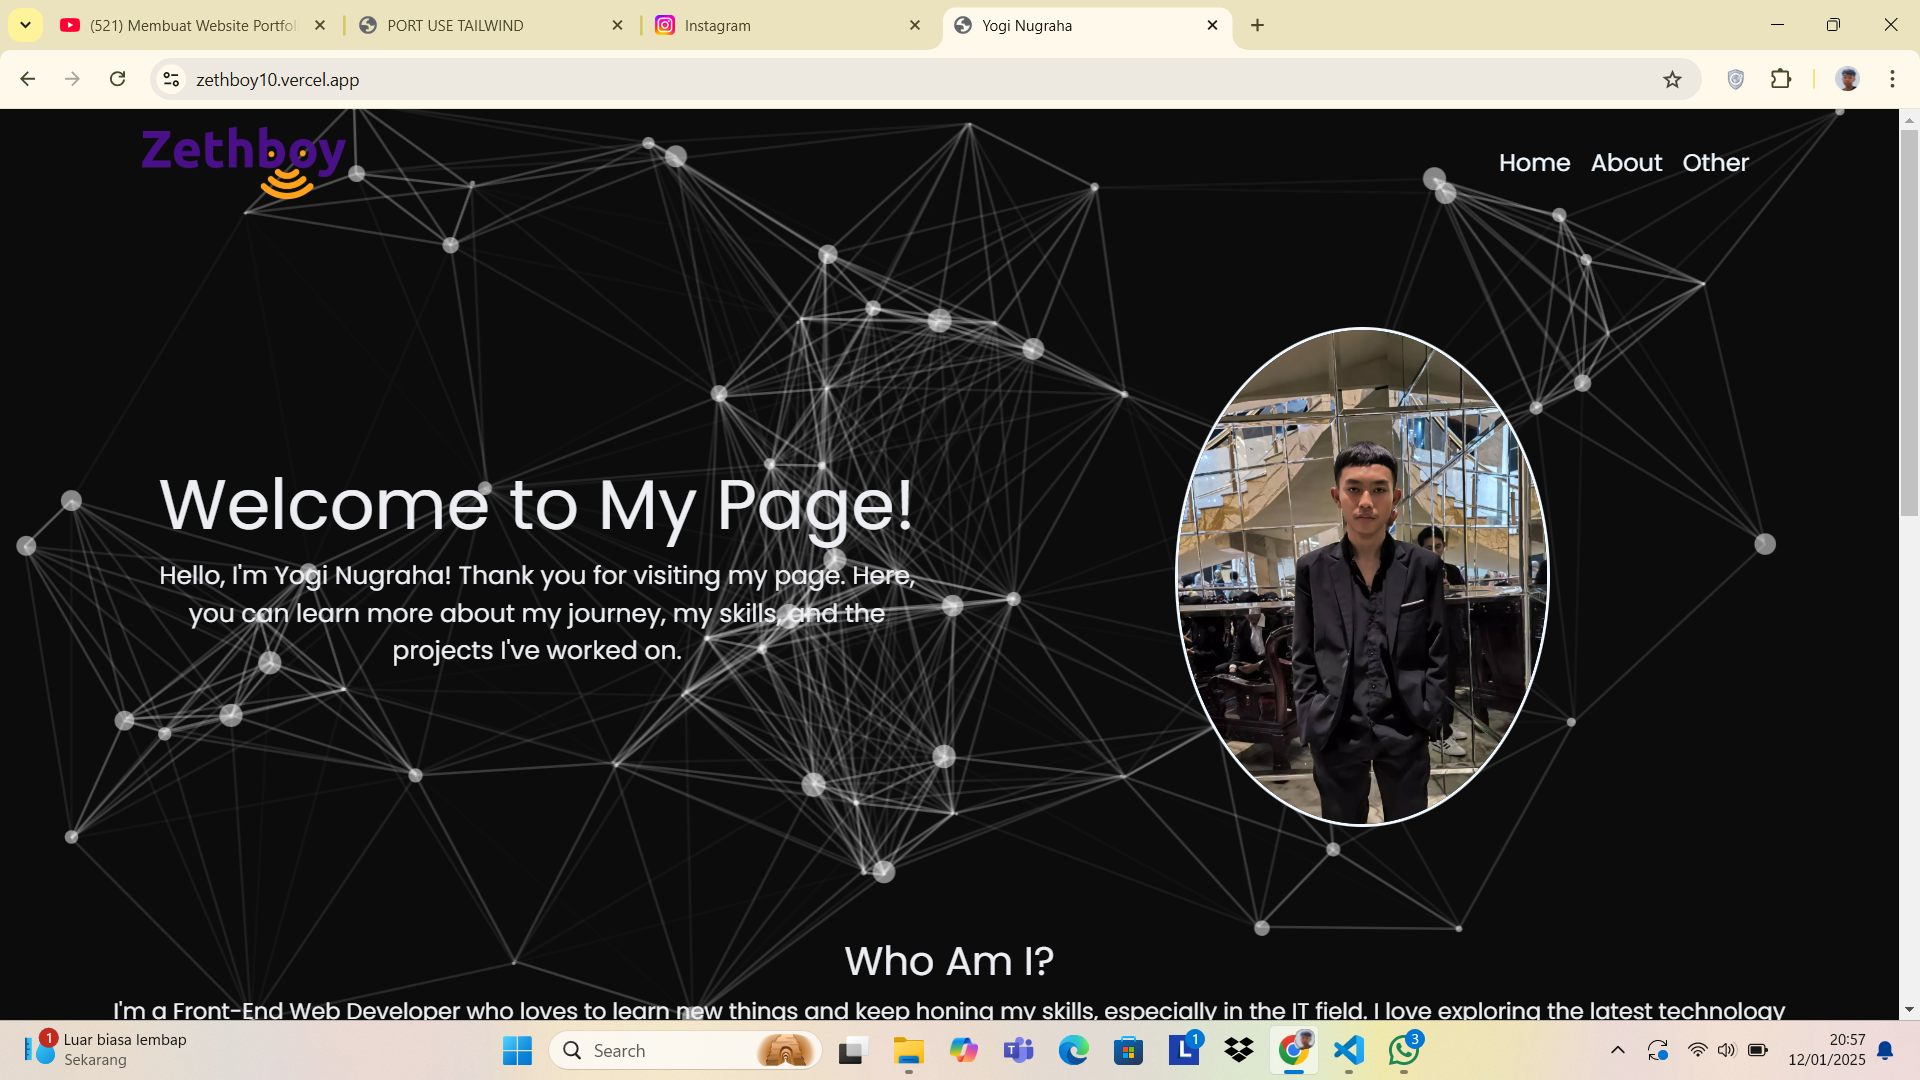 (521) Membuat Website Portfol
PORT USE TAILWIND
Instagram
Yogi Nugraha
zethboy10.vercel.app
Zethboy
Home About Other
Welcome to My Page!
Hello, I'm Yogi Nugraha! Thank you for visiting my page. Here,
you can learn more about my journey, my skills, and the
projects I've worked on.
Who Am I?
I'm a Front-End Web Developer who loves to learn new things and keep honing my skills, especially in the IT field. I love exploring the latest technology
1
Luar biasa lembap
Sekarang
Search
L
1
3
20:57
12/01/2025